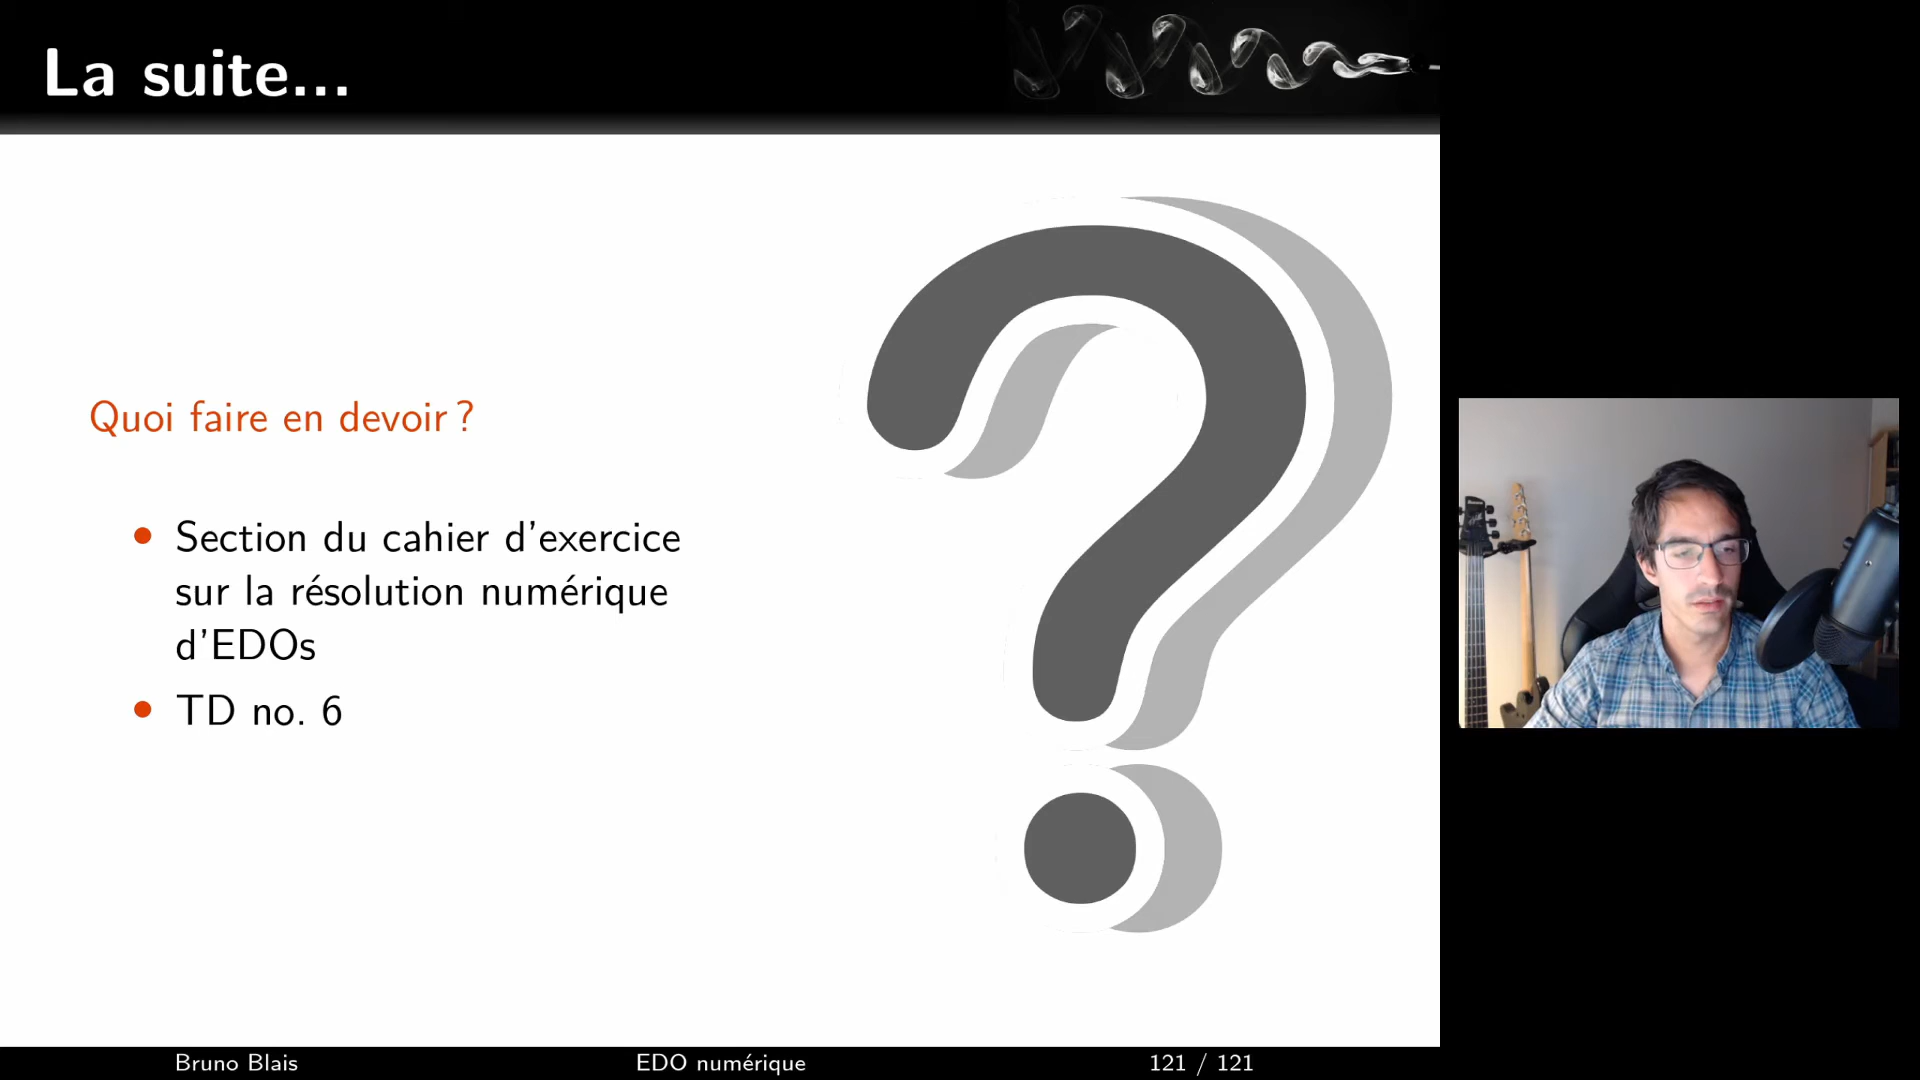 La suite...
Quoi faire en devoir ?
• Section du cahier d'exercice
sur la résolution numérique
d'EDOs
• TD no. 6
Bruno Blais
EDO numérique
121 / 121